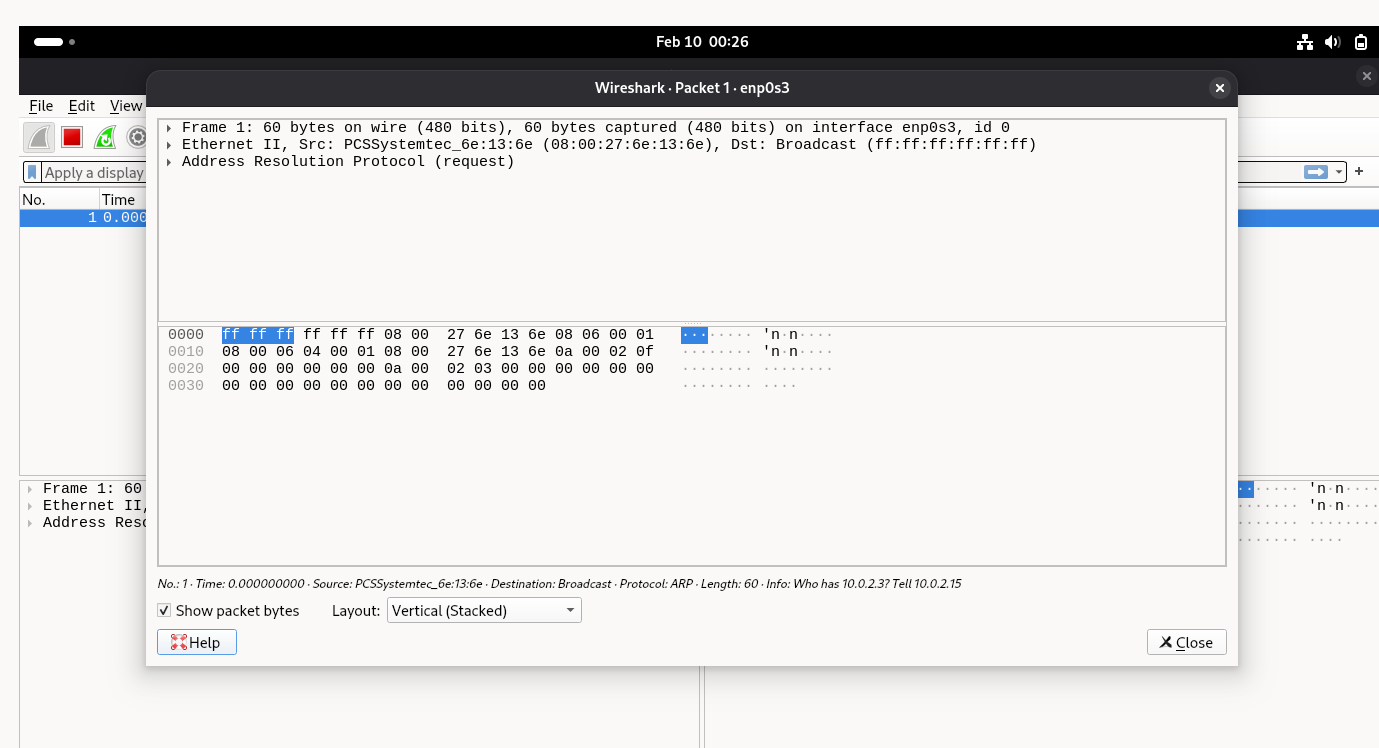 Feb 10 00:26
Wireshark · Packet 1 · enp0s3
File Edit View
Frame 1: 60 bytes on wire (480 bits), 60 bytes captured (480 bits) on interface enp0s3, id 0
Ethernet II, Src: PCSSystemtec_6e:13:6e (08:00:27:6e:13:6e), Dst: Broadcast (ff:ff:ff:ff:ff:ff)
Address Resolution Protocol (request)
Apply a display
No. Time
1 0.000
0000 ff ff ff ff ff ff 08 00 27 6e 13 6e 08 06 00 01 ········ 'n·n····
0010 08 00 06 04 00 01 08 00 27 6e 13 6e 0a 00 02 0f ········ 'n·n····
0020 00 00 00 00 00 00 0a 00 02 03 00 00 00 00 00 00 ········ ········
0030 00 00 00 00 00 00 00 00 00 00 00 00 ········ ····
Frame 1: 60 ······· 'n·n····
Ethernet II, ······· 'n·n····
Address Reso ······· ········
······· ····
No.: 1 · Time: 0.000000000 · Source: PCSSystemtec_6e:13:6e · Destination: Broadcast · Protocol: ARP · Length: 60 · Info: Who has 10.0.2.3? Tell 10.0.2.15
Show packet bytes Layout: Vertical (Stacked)
Help Close